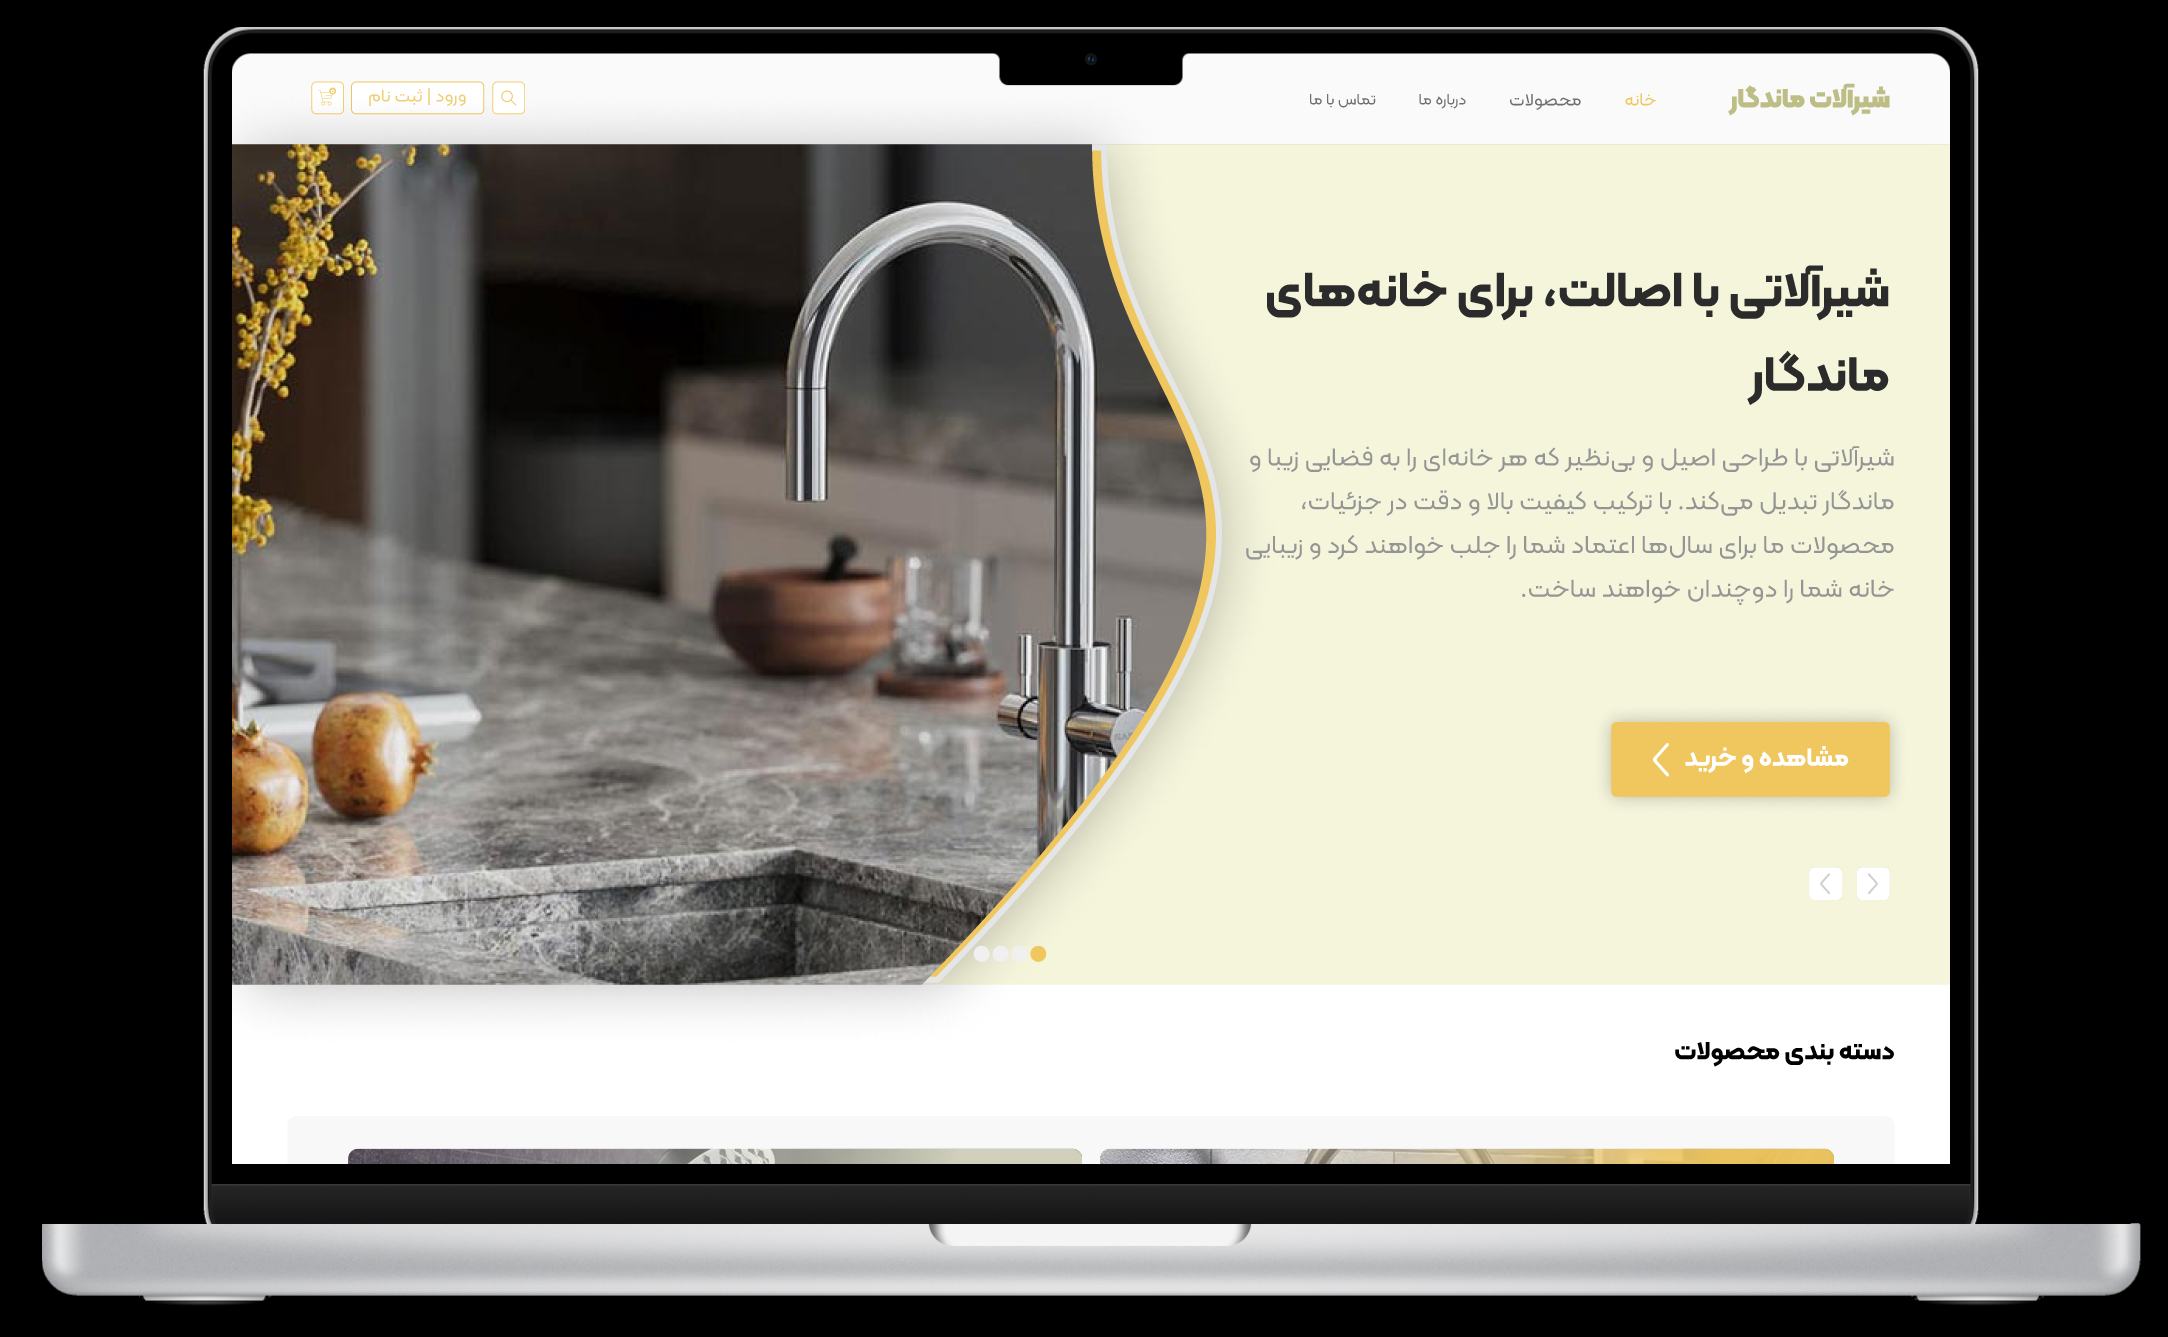 شیرآلات ماندگار
خانه
محصولات
درباره ما
تماس با ما
ورود | ثبت نام
شیرآلاتی با اصالت، برای خانه‌های
ماندگار
شیرآلاتی با طراحی اصیل و بی‌نظیر که هر خانه‌ای را به فضایی زیبا و
ماندگار تبدیل می‌کند. با ترکیب کیفیت بالا و دقت در جزئیات،
محصولات ما برای سال‌ها اعتماد شما را جلب خواهند کرد و زیبایی
خانه شما را دوچندان خواهند ساخت.
مشاهده و خرید
دسته بندی محصولات